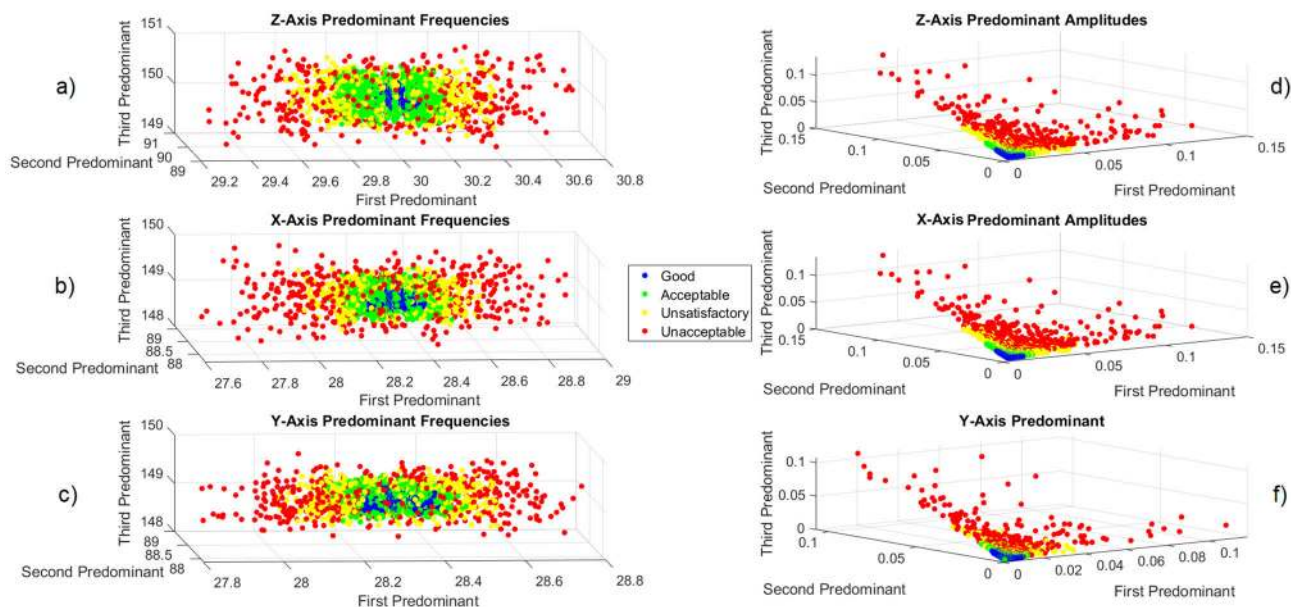 a)
Z-Axis Predominant Frequencies
Third Predominant
151
150
149
91
90
89
Second Predominant
29.2
29.4
29.6
29.8
30
30.2
30.4
30.6
30.8
First Predominant
b)
X-Axis Predominant Frequencies
Third Predominant
150
149
148
89
88.5
88
Second Predominant
27.6
27.8
28
28.2
28.4
28.6
28.8
29
First Predominant
c)
Y-Axis Predominant Frequencies
Third Predominant
150
149
148
89
88.5
88
Second Predominant
27.8
28
28.2
28.4
28.6
28.8
First Predominant
Good
Acceptable
Unsatisfactory
Unacceptable
Z-Axis Predominant Amplitudes
d)
Third Predominant
0.1
0.05
0
0.15
0.1
0.05
0
Second Predominant
0
0.05
0.1
0.15
First Predominant
X-Axis Predominant Amplitudes
e)
Third Predominant
0.1
0.05
0
0.15
0.1
0.05
0
Second Predominant
0
0.05
0.1
0.15
First Predominant
Y-Axis Predominant
f)
Third Predominant
0.1
0.05
0
0.1
0.05
0
Second Predominant
0
0.02
0.04
0.06
0.08
0.1
First Predominant